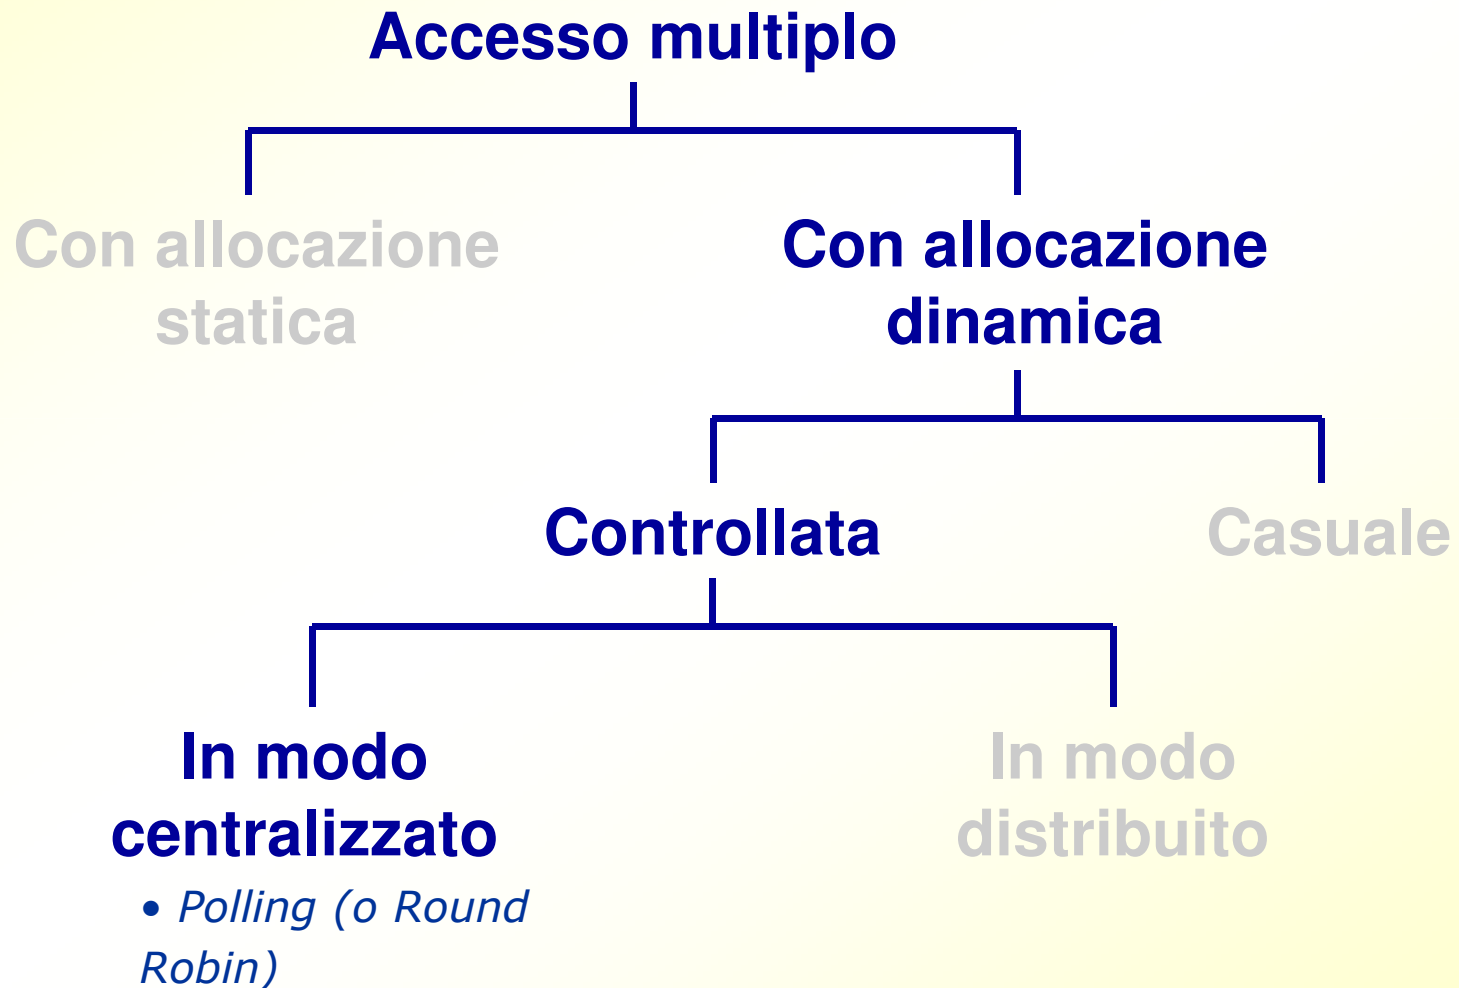 Accesso multiplo
Con allocazione
statica
Con allocazione
dinamica
Controllata
Casuale
In modo
centralizzato
• Polling (o Round
Robin)
In modo
distribuito